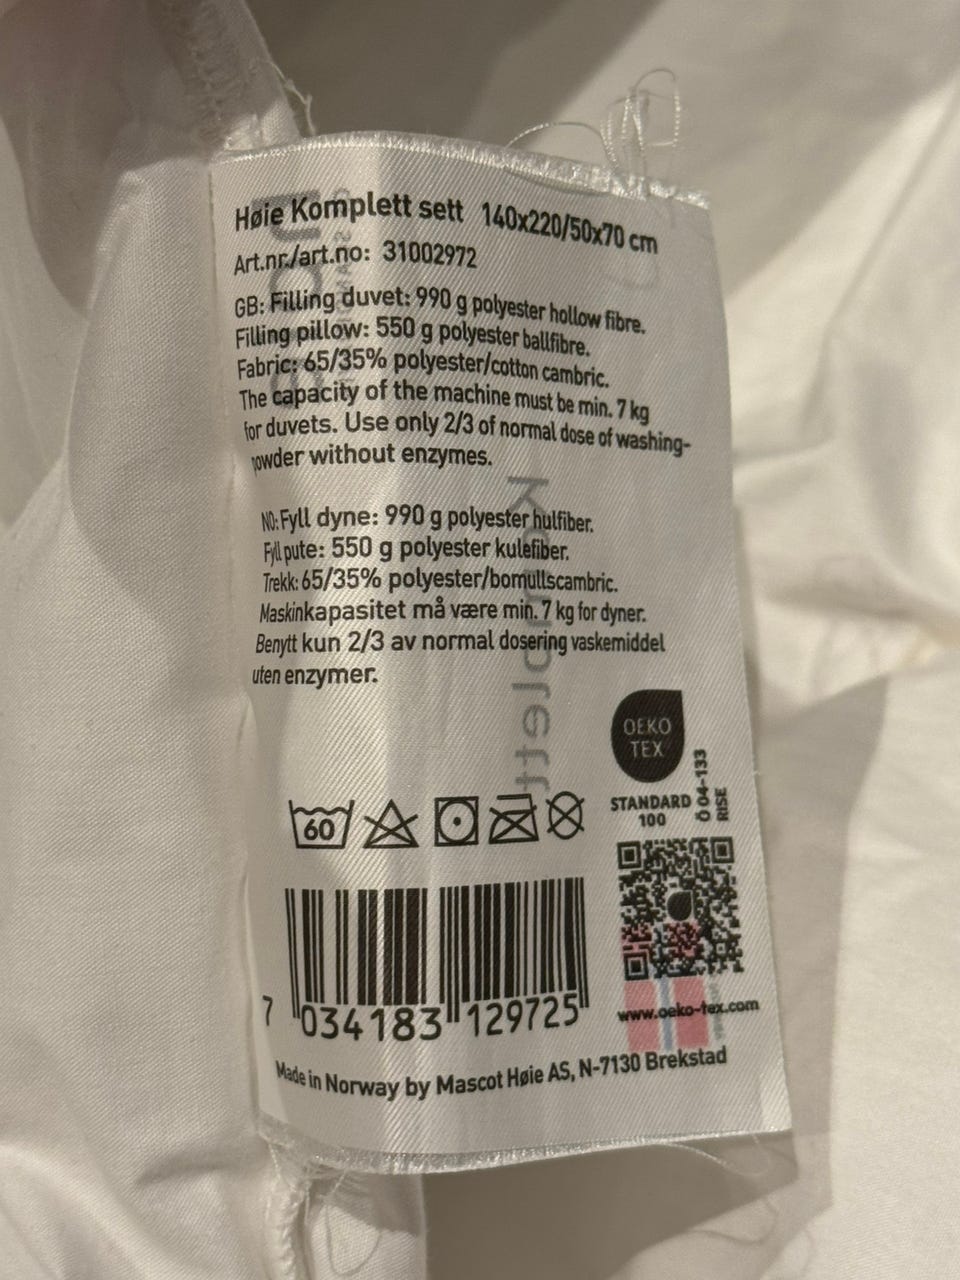 Høie Komplett sett 140x220/50x70 cm
Art.nr./art.no: 31002972
GB: Filling duvet: 990 g polyester hollow fibre.
Filling pillow: 550 g polyester ballfibre.
Fabric: 65/35% polyester/cotton cambric.
The capacity of the machine must be min. 7 kg
for duvets. Use only 2/3 of normal dose of washing-
powder without enzymes.
NO: Fyll dyne: 990 g polyester hulfiber.
Fyll pute: 550 g polyester kulefiber.
Trekk: 65/35% polyester/bomullscambric.
Maskinkapasitet må være min. 7 kg for dyner.
Benytt kun 2/3 av normal dosering vaskemiddel
uten enzymer.
OEKO
TEX
STANDARD
100
Ö 04-133
RISE
60
7 034183 129725
www.oeko-tex.com
Made in Norway by Mascot Høie AS, N-7130 Brekstad
Komplett